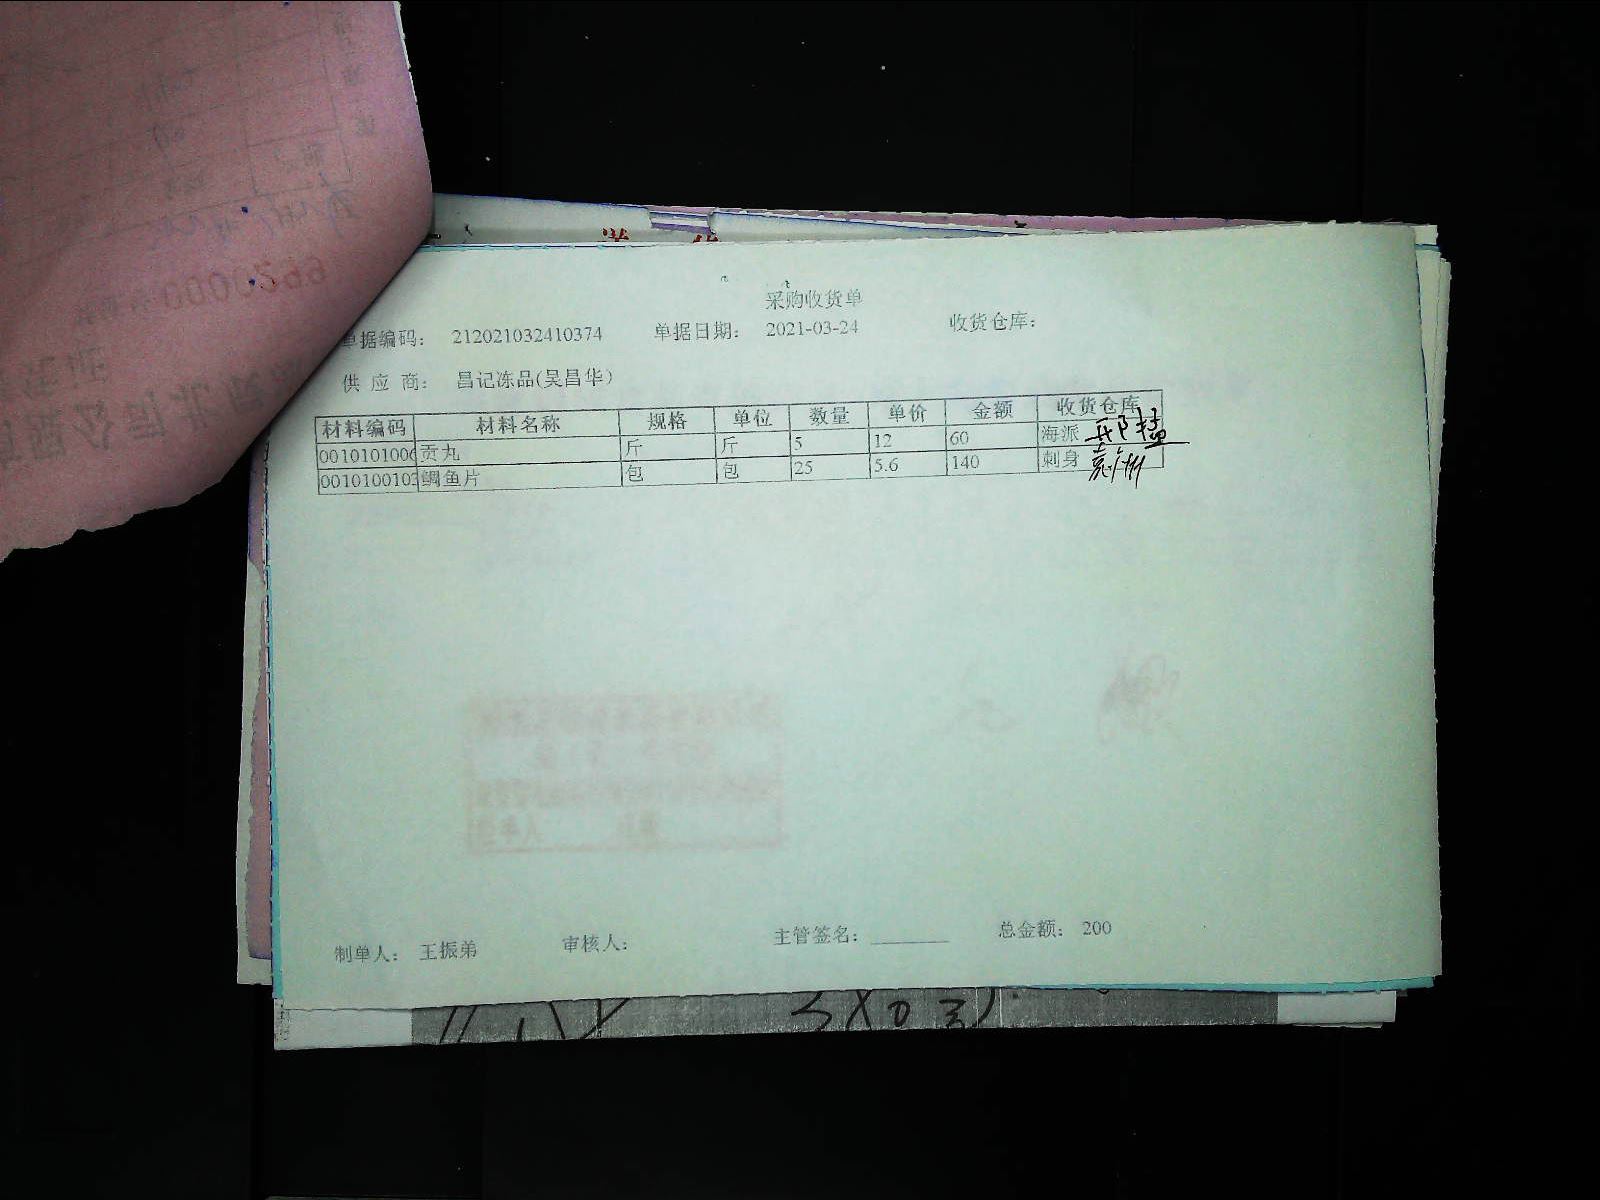 采购收货单
单据编码： 212021032410374 单据日期： 2021-03-24 收货仓库：
供 应 商： 昌记冻品(吴昌华)
材料编码 材料名称 规格 单位 数量 单价 金额 收货仓库
001010100 贡丸 斤 斤 5 12 60 海派
0010100103 鲷鱼片 包 包 25 5.6 140 刺身
制单人： 王振弟 审核人： 主管签名： 总金额： 200